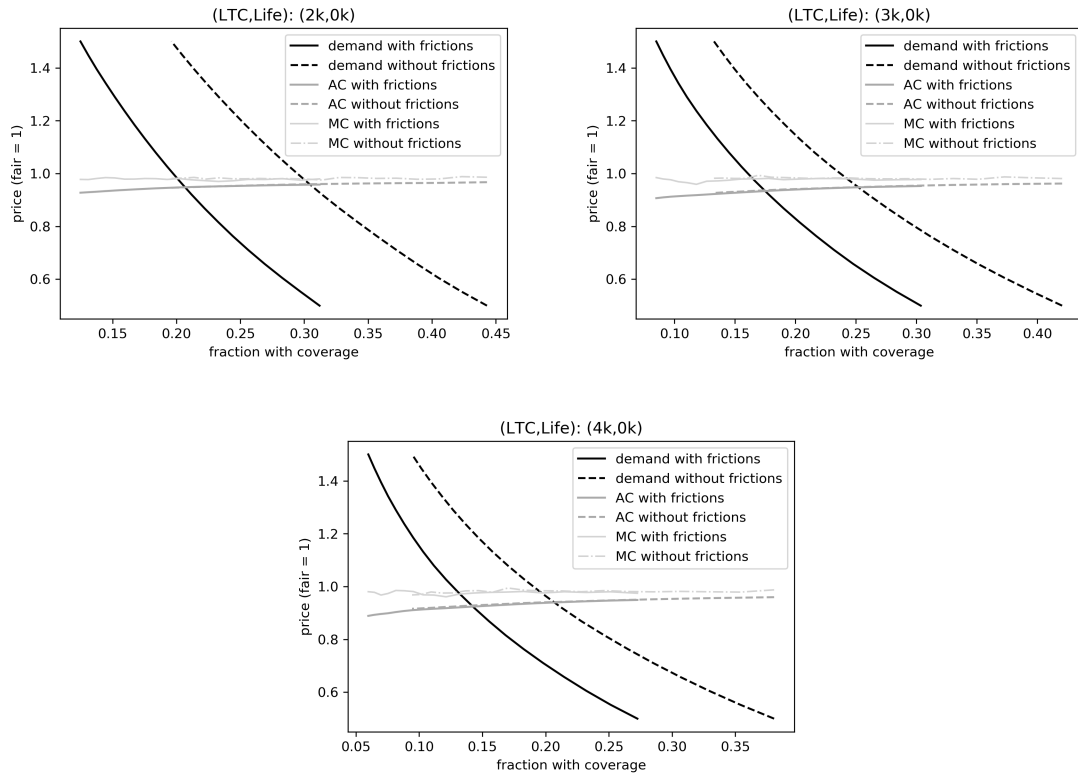 (LTC,Life): (2k,0k)
price (fair = 1)
1.4
1.2
1.0
0.8
0.6
demand with frictions
demand without frictions
AC with frictions
AC without frictions
MC with frictions
MC without frictions
0.15 0.20 0.25 0.30 0.35 0.40 0.45
fraction with coverage
(LTC,Life): (3k,0k)
price (fair = 1)
1.4
1.2
1.0
0.8
0.6
demand with frictions
demand without frictions
AC with frictions
AC without frictions
MC with frictions
MC without frictions
0.10 0.15 0.20 0.25 0.30 0.35 0.40
fraction with coverage
(LTC,Life): (4k,0k)
price (fair = 1)
1.4
1.2
1.0
0.8
0.6
demand with frictions
demand without frictions
AC with frictions
AC without frictions
MC with frictions
MC without frictions
0.05 0.10 0.15 0.20 0.25 0.30 0.35
fraction with coverage